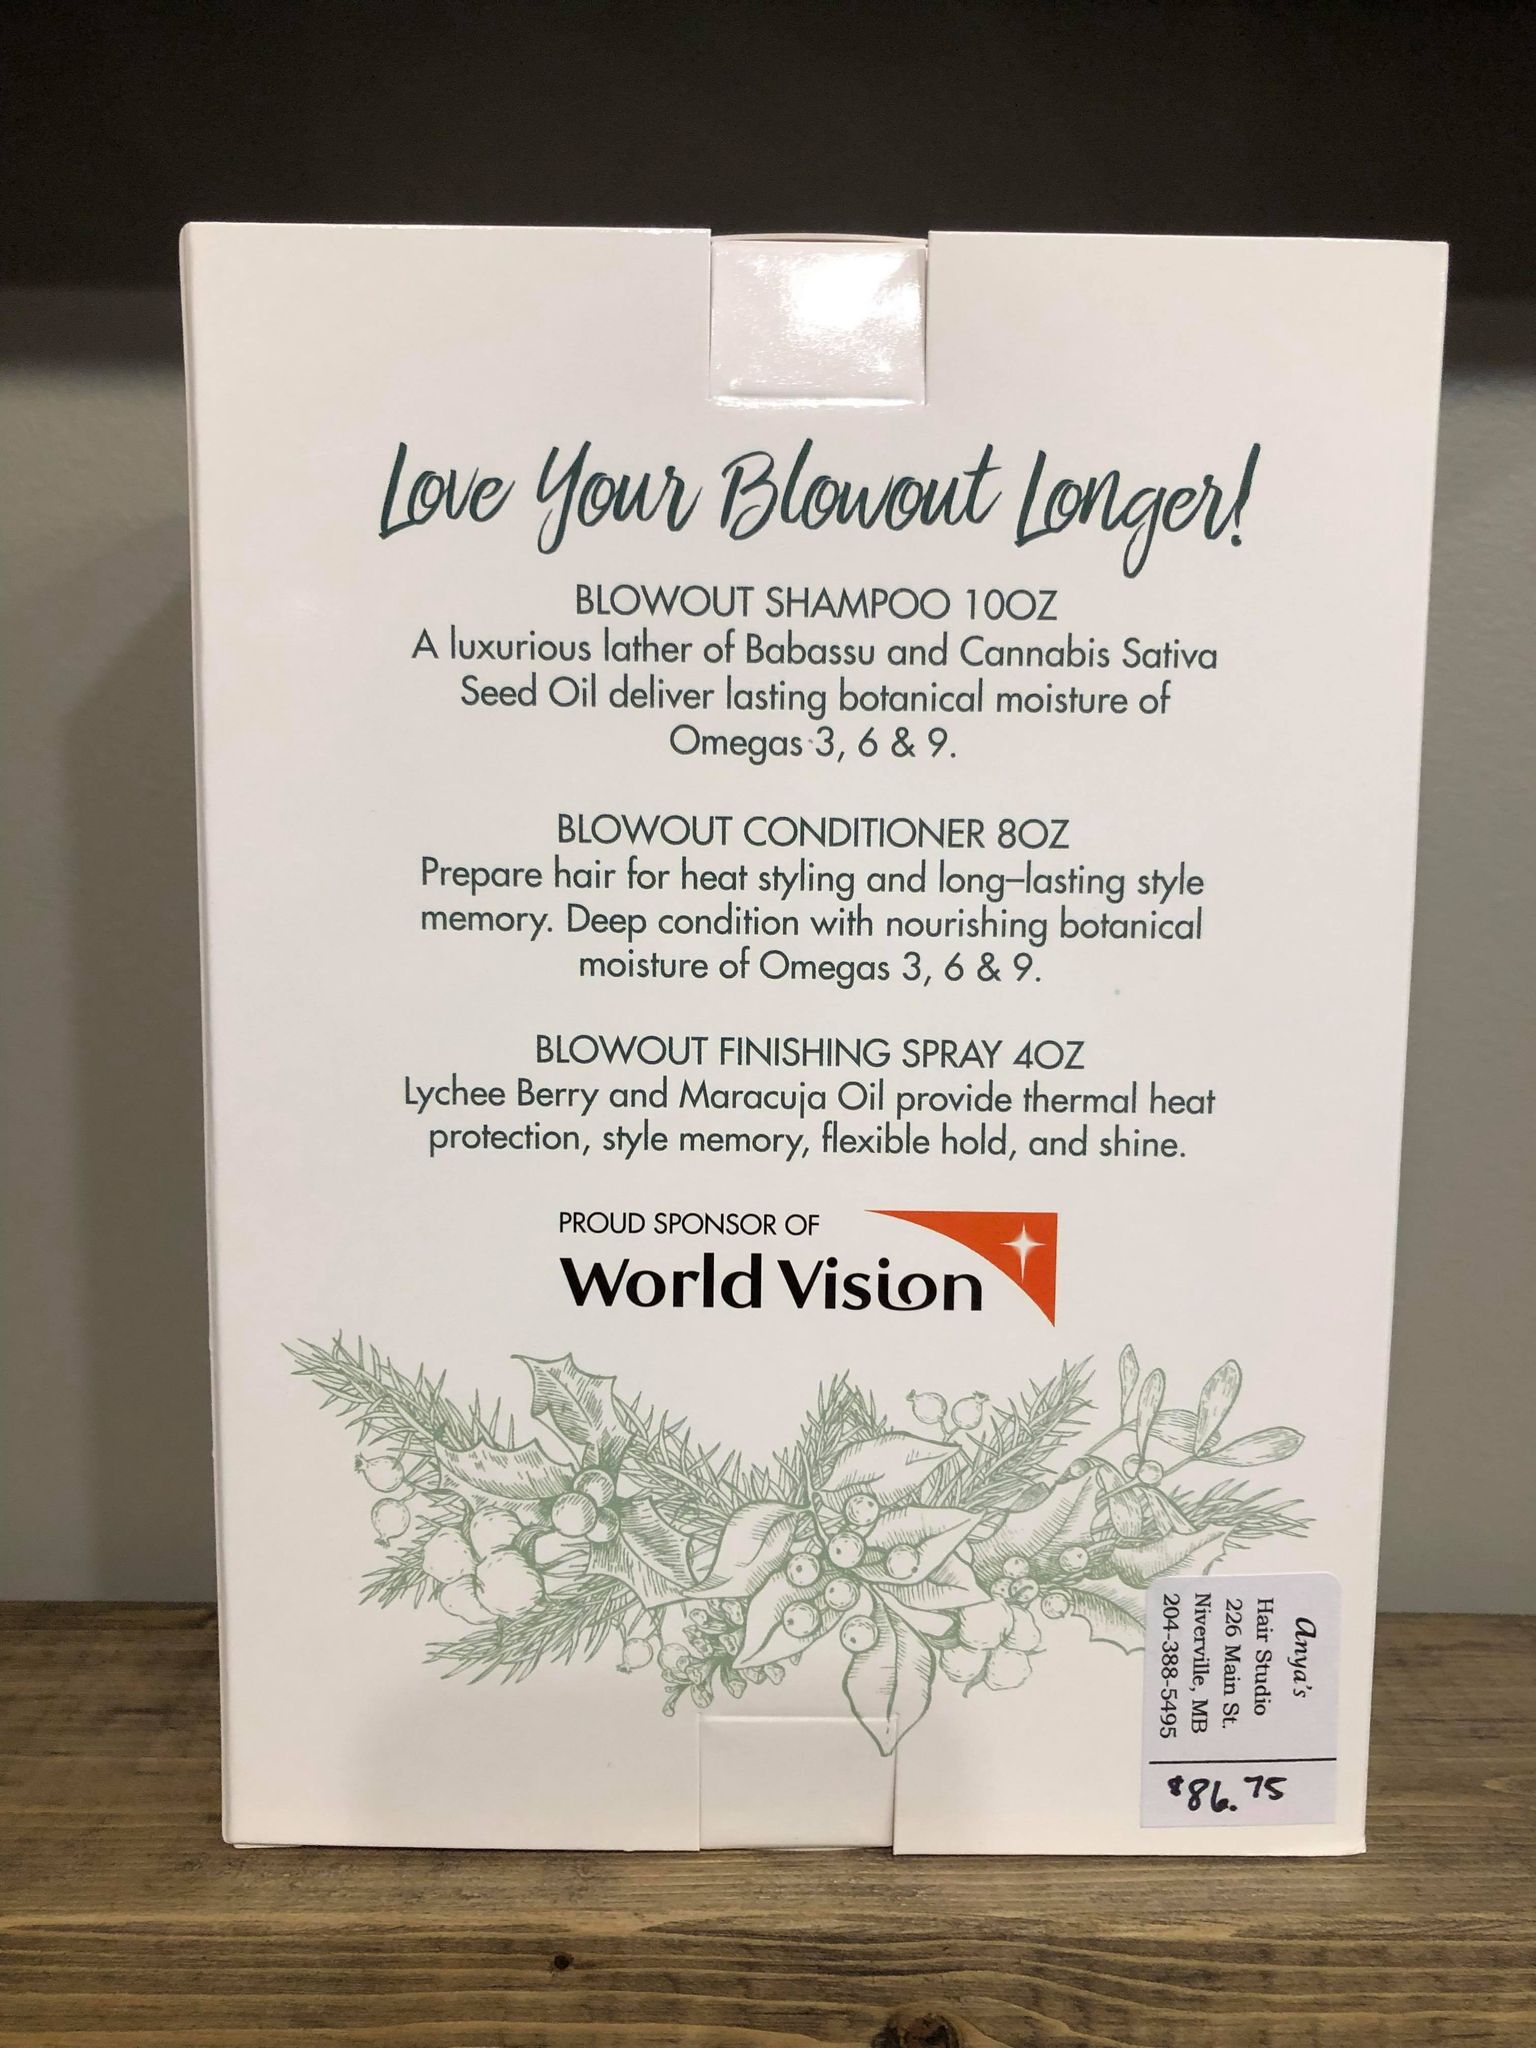 Love Your Blowout Longer!
BLOWOUT SHAMPOO 10OZ
A luxurious lather of Babassu and Cannabis Sativa
Seed Oil deliver lasting botanical moisture of
Omegas 3, 6 & 9.
BLOWOUT CONDITIONER 8OZ
Prepare hair for heat styling and long–lasting style
memory. Deep condition with nourishing botanical
moisture of Omegas 3, 6 & 9.
BLOWOUT FINISHING SPRAY 4OZ
Lychee Berry and Maracuja Oil provide thermal heat
protection, style memory, flexible hold, and shine.
PROUD SPONSOR OF
World Vision
Anya's
Hair Studio
226 Main St.
Niverville, MB
204-388-5495
$86.75